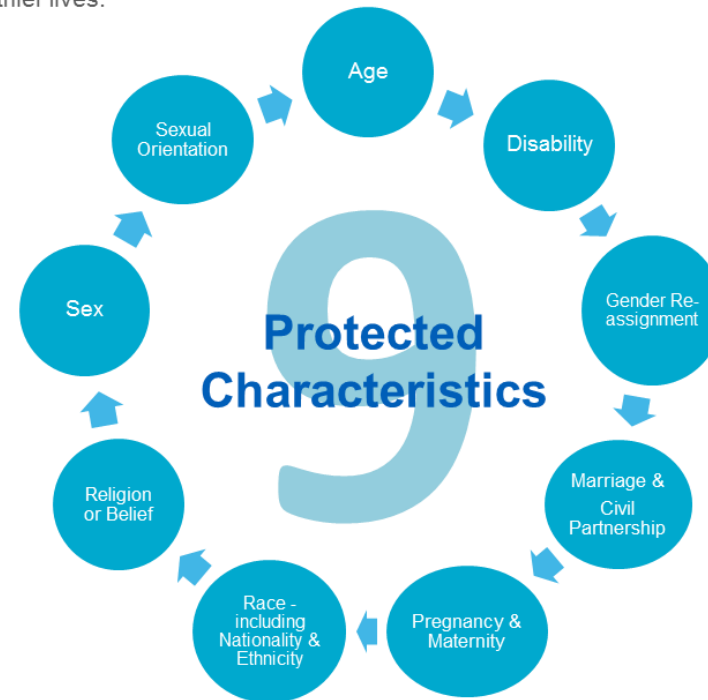 lives.
Age
Disability
Gender Re-
assignment
Marriage &
Civil
Partnership
Pregnancy &
Maternity
Race -
including
Nationality &
Ethnicity
Religion
or Belief
Sex
Sexual
Orientation
9
Protected
Characteristics